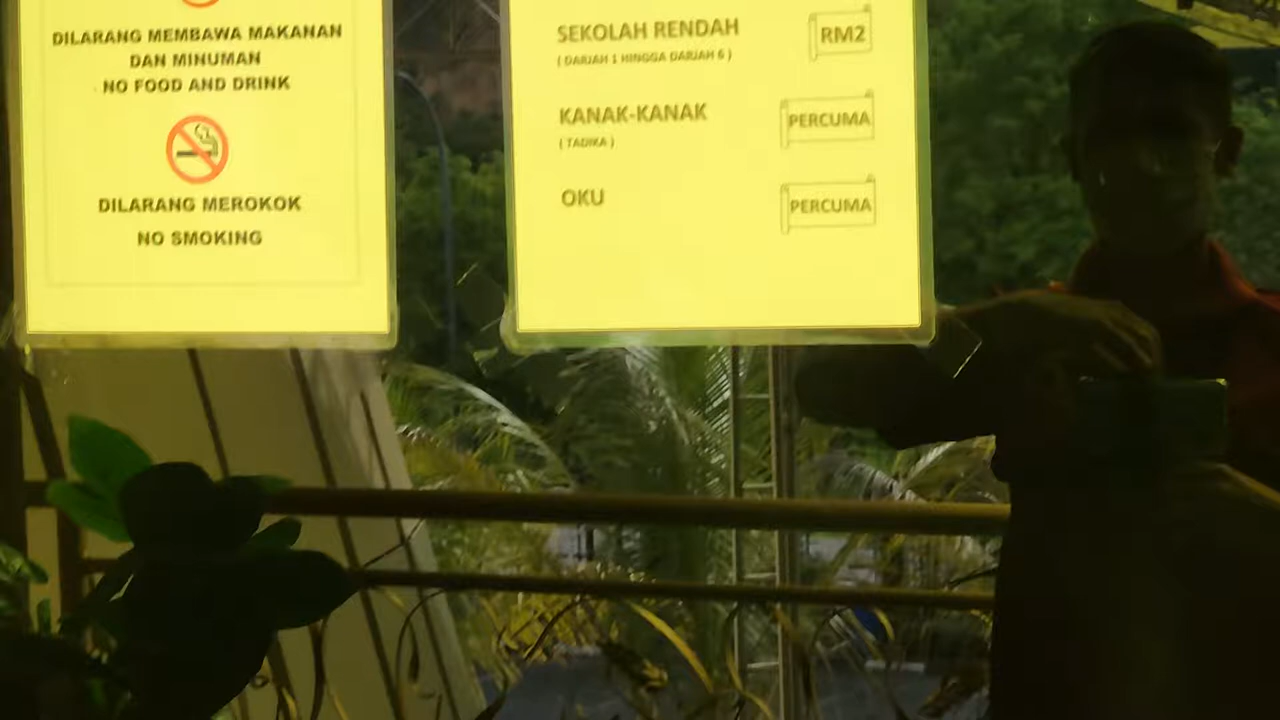 DILARANG MEMBAWA MAKANAN
DAN MINUMAN
NO FOOD AND DRINK
DILARANG MEROKOK
NO SMOKING
SEKOLAH RENDAH RM2
( DARJAH 1 HINGGA DARJAH 6 )
KANAK-KANAK PERCUMA
( TADIKA )
OKU PERCUMA